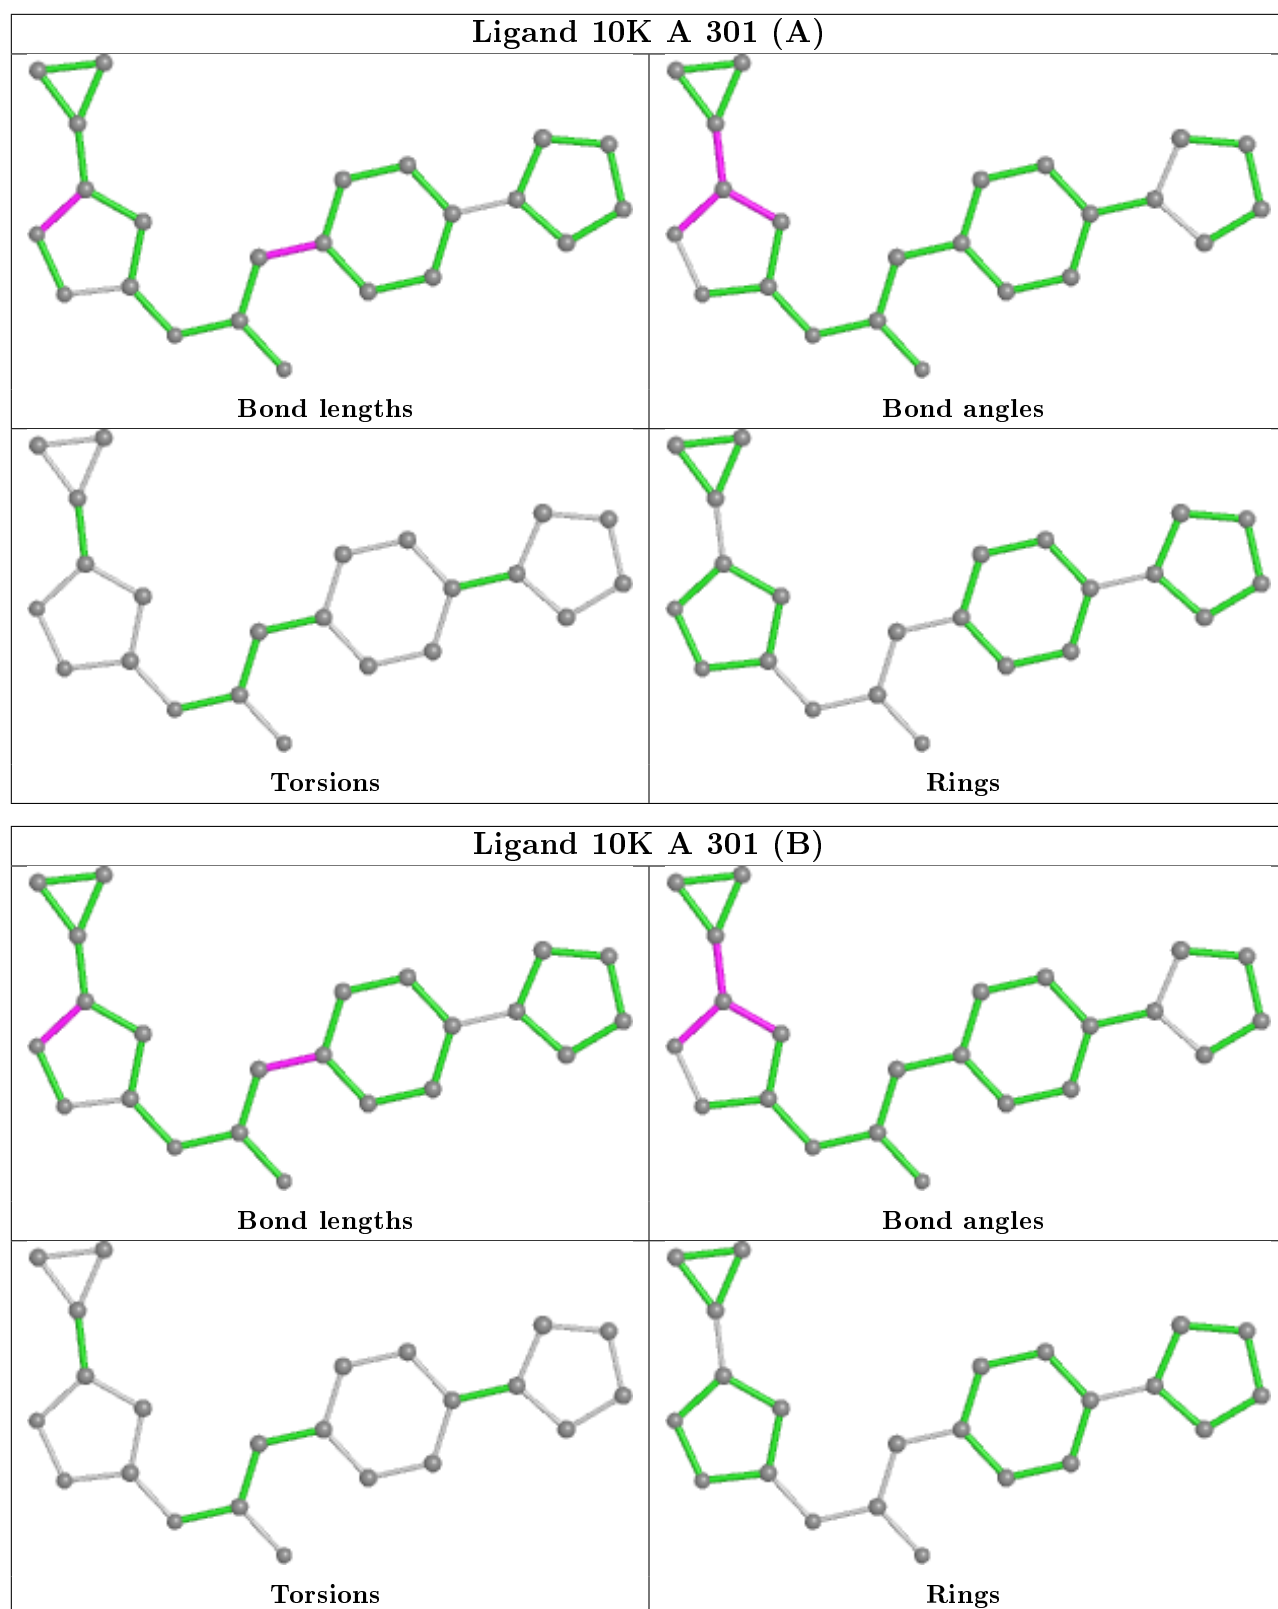 Ligand 10K A 301 (A)
Bond lengths
Bond angles
Torsions
Rings
Ligand 10K A 301 (B)
Bond lengths
Bond angles
Torsions
Rings